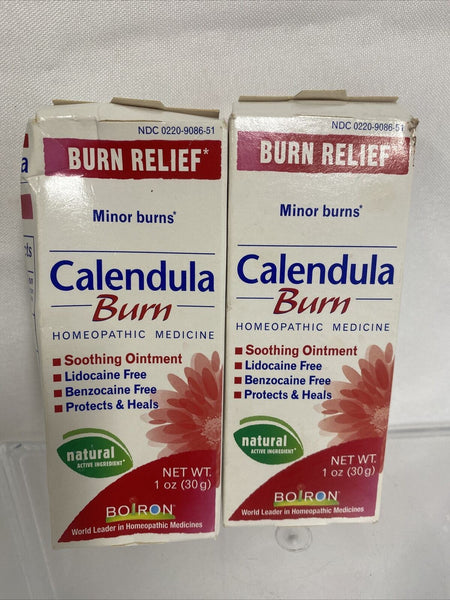 NDC 0220-9086-51
BURN RELIEF*
Minor burns*
Calendula
Burn
HOMEOPATHIC MEDICINE
Soothing Ointment
Lidocaine Free
Benzocaine Free
Protects & Heals
natural
ACTIVE INGREDIENT*
NET WT.
1 oz (30g)
BOIRON
World Leader in Homeopathic Medicines
NDC 0220-9086-51
BURN RELIEF*
Minor burns*
Calendula
Burn
HOMEOPATHIC MEDICINE
Soothing Ointment
Lidocaine Free
Benzocaine Free
Protects & Heals
natural
ACTIVE INGREDIENT*
NET WT.
1 oz (30g)
BOIRON
World Leader in Homeopathic Medicines